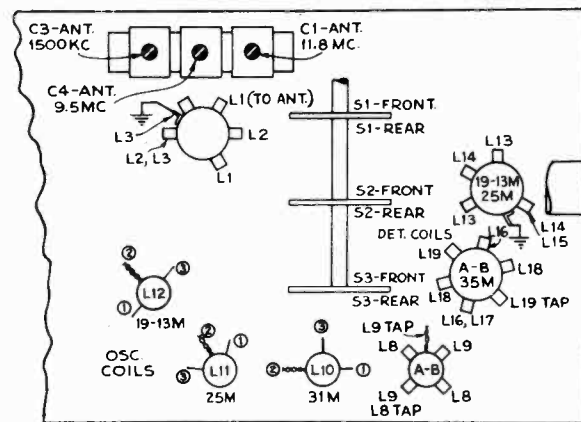 C3-ANT.
1500KC
C1-ANT.
11.8 MC.
C4-ANT.
9.5MC
L1 (TO ANT.)
L3
L2
L2, L3
L1
S1-FRONT.
S1-REAR
S2-FRONT
S2-REAR
S3-FRONT
S3-REAR
DET. COILS
L13
L14
19-13M
25M
L13
L14
L15
L16
L19
A-B
35M
L18
L18
L19 TAP
L16, L17
②
③
L12
①
19-13M
OSC.
COILS
②
①
L11
③
25M
③
②
L10
①
31M
L9 TAP
L8
L9
A-B
L9
L8
L8 TAP